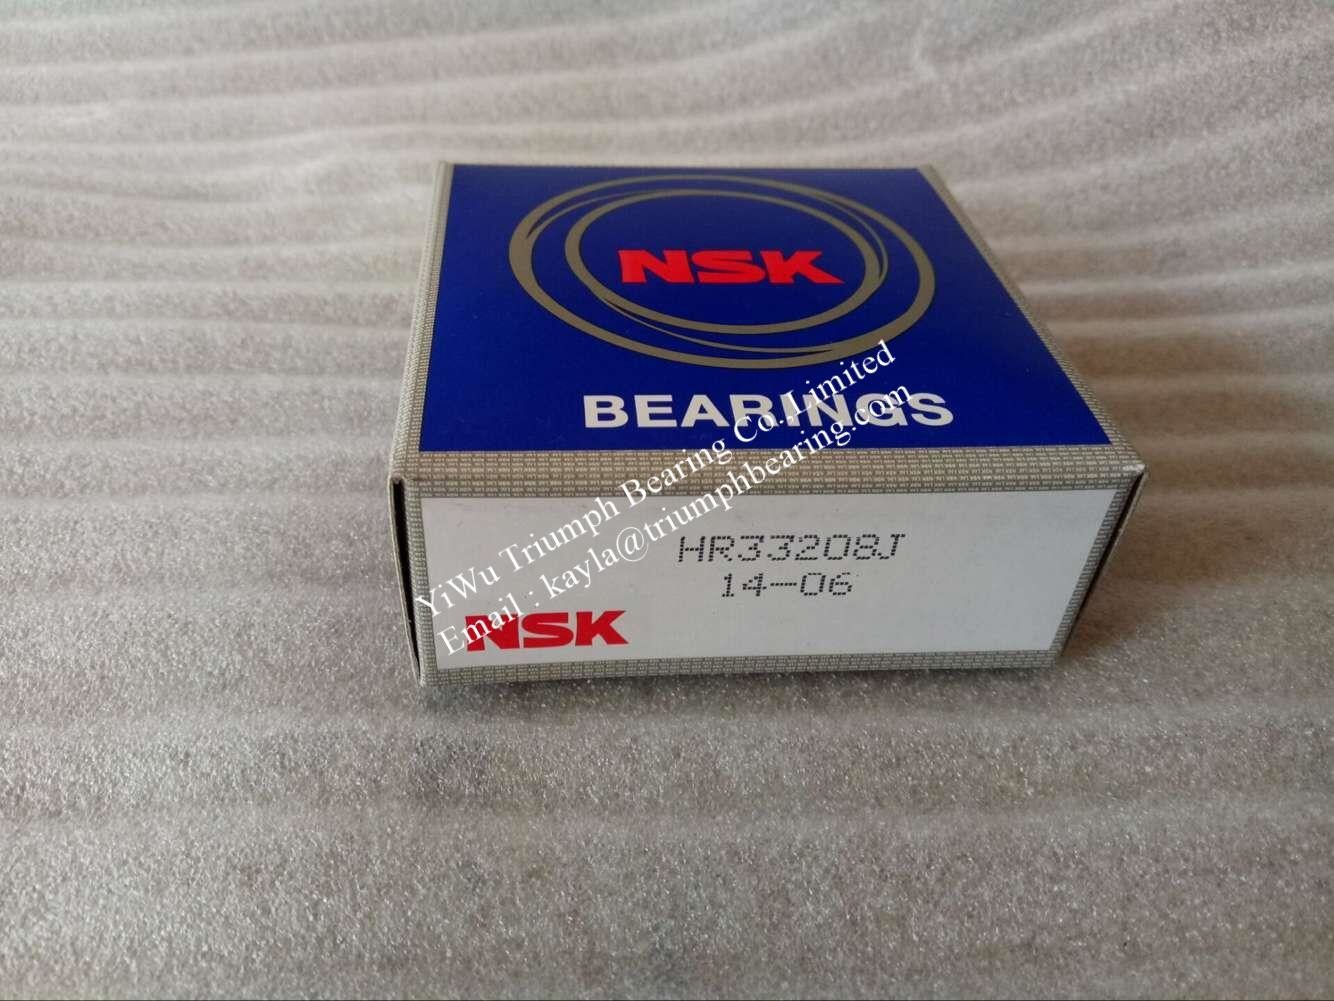 NSK
BEARINGS
YiWu Triumph Bearing Co.,Limited
Email : kayla@triumphbearing.com
HR33208J
14-06
NSK